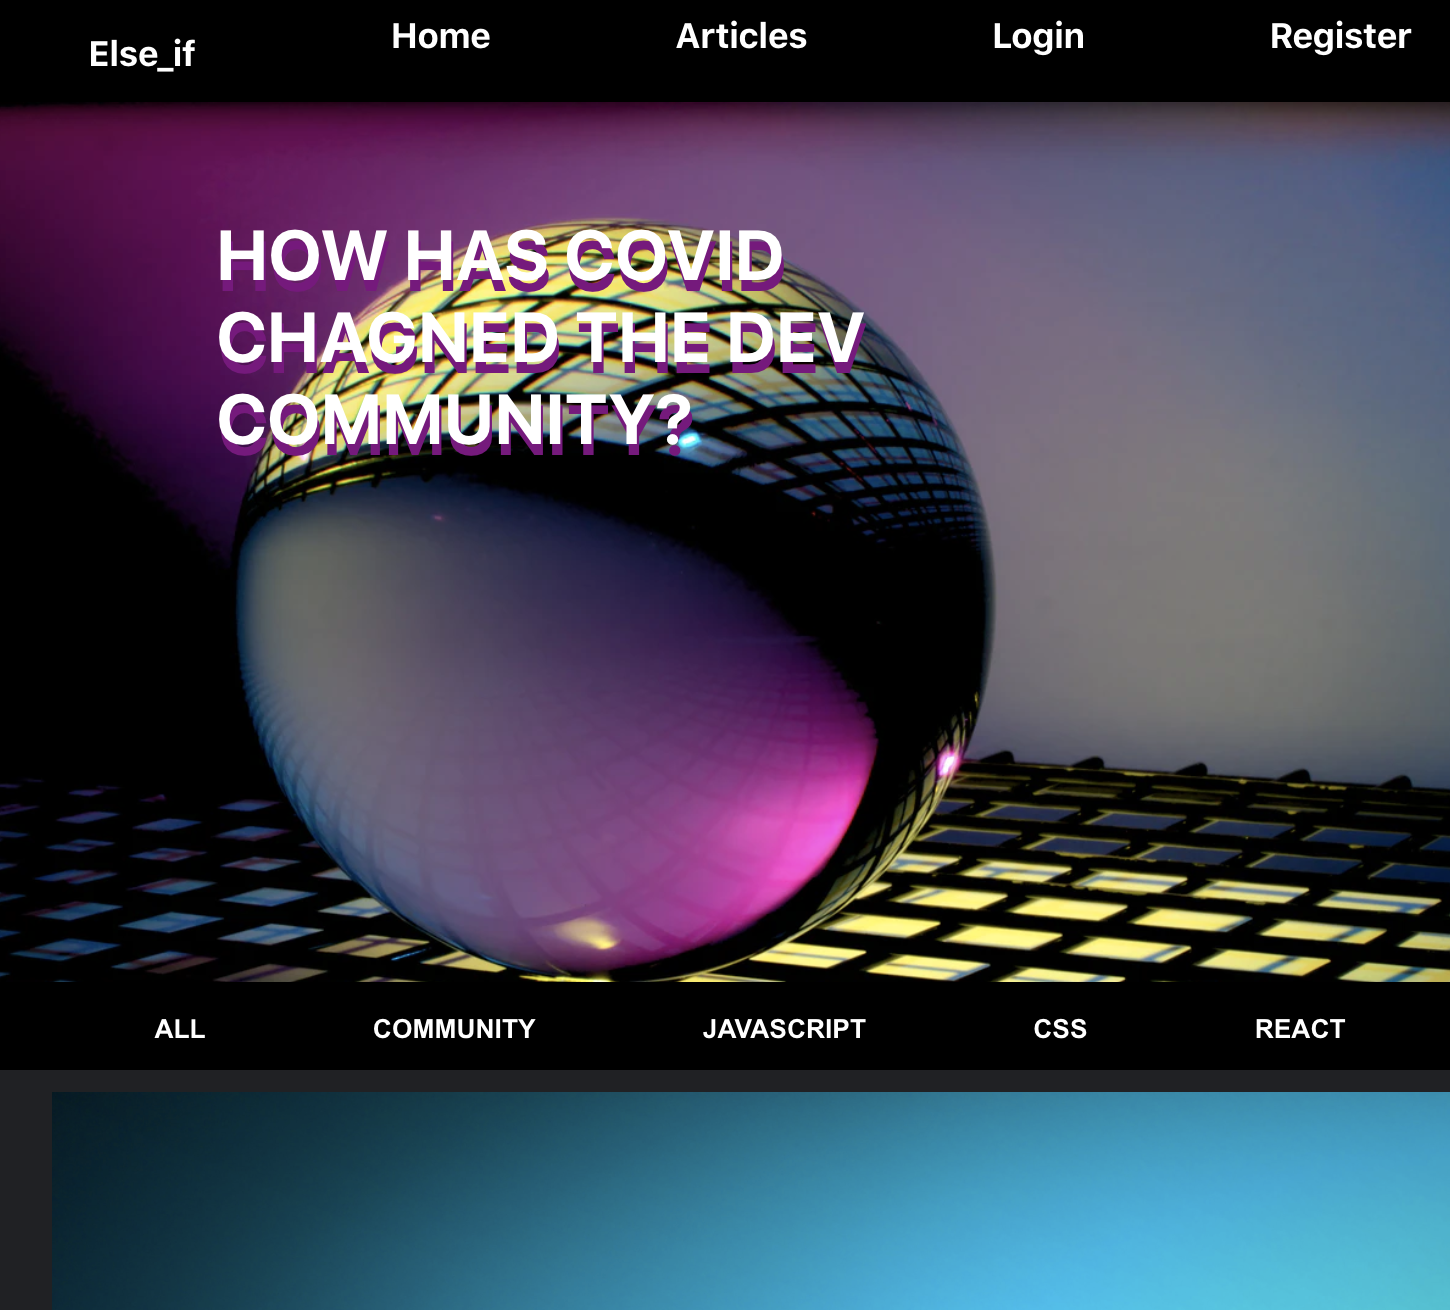 Else_if Home Articles Login Register
HOW HAS COVID
CHAGNED THE DEV
COMMUNITY?
ALL COMMUNITY JAVASCRIPT CSS REACT